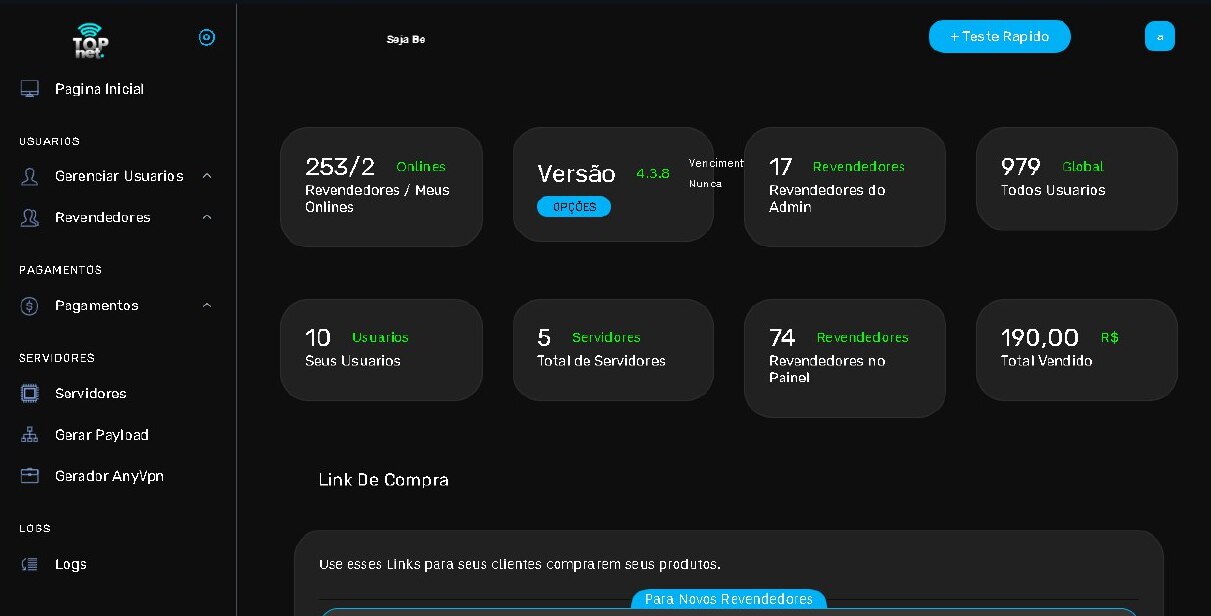 TOP
net.
Seja Be
+ Teste Rapido
a
Pagina Inicial
USUARIOS
Gerenciar Usuarios
Revendedores
PAGAMENTOS
Pagamentos
SERVIDORES
Servidores
Gerar Payload
Gerador AnyVpn
LOGS
Logs
253/2 Onlines
Revendedores / Meus
Onlines
Versão 4.3.8
Venciment
Nunca
OPÇÕES
17 Revendedores
Revendedores do
Admin
979 Global
Todos Usuarios
10 Usuarios
Seus Usuarios
5 Servidores
Total de Servidores
74 Revendedores
Revendedores no
Painel
190,00 R$
Total Vendido
Link De Compra
Use esses Links para seus clientes comprarem seus produtos.
Para Novos Revendedores